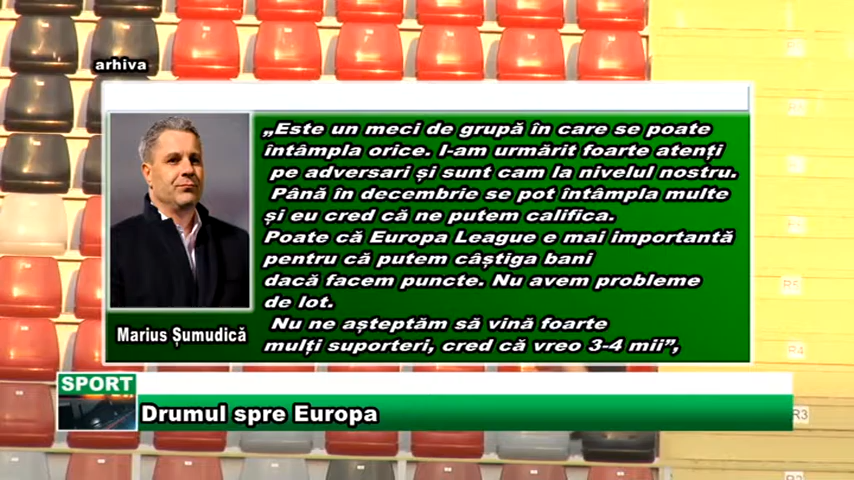 arhiva
„Este un meci de grupă în care se poate
întâmpla orice. I-am urmărit foarte atenți
pe adversari și sunt cam la nivelul nostru.
Până în decembrie se pot întâmpla multe
și eu cred că ne putem califica.
Poate că Europa League e mai importantă
pentru că putem câștiga bani
dacă facem puncte. Nu avem probleme
de lot.
Nu ne așteptăm să vină foarte
mulți suporteri, cred că vreo 3-4 mii”,
Marius Șumudică
SPORT
Drumul spre Europa
R5
R4
R3